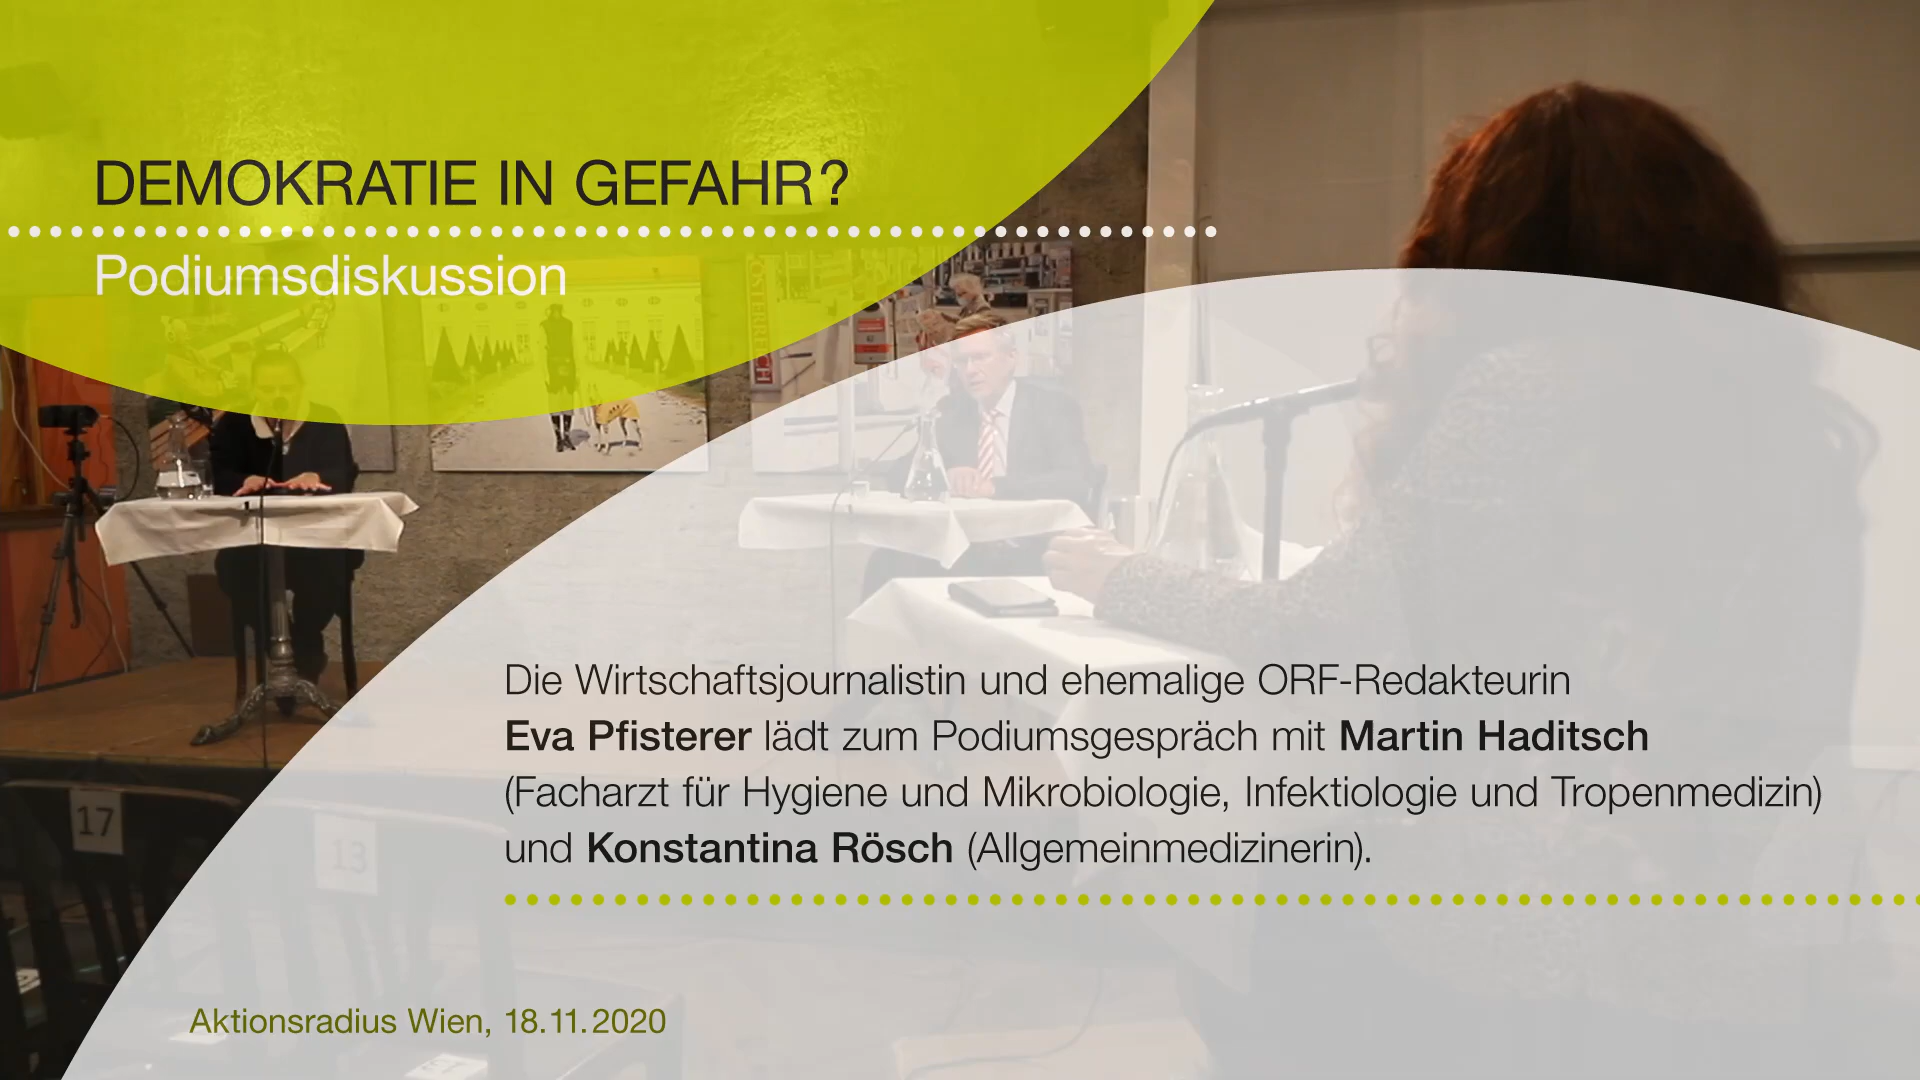 DEMOKRATIE IN GEFAHR?
Podiumsdiskussion
Die Wirtschaftsjournalistin und ehemalige ORF-Redakteurin
Eva Pfisterer lädt zum Podiumsgespräch mit Martin Haditsch
(Facharzt für Hygiene und Mikrobiologie, Infektiologie und Tropenmedizin)
und Konstantina Rösch (Allgemeinmedizinerin).
17
13
Aktionsradius Wien, 18.11.2020